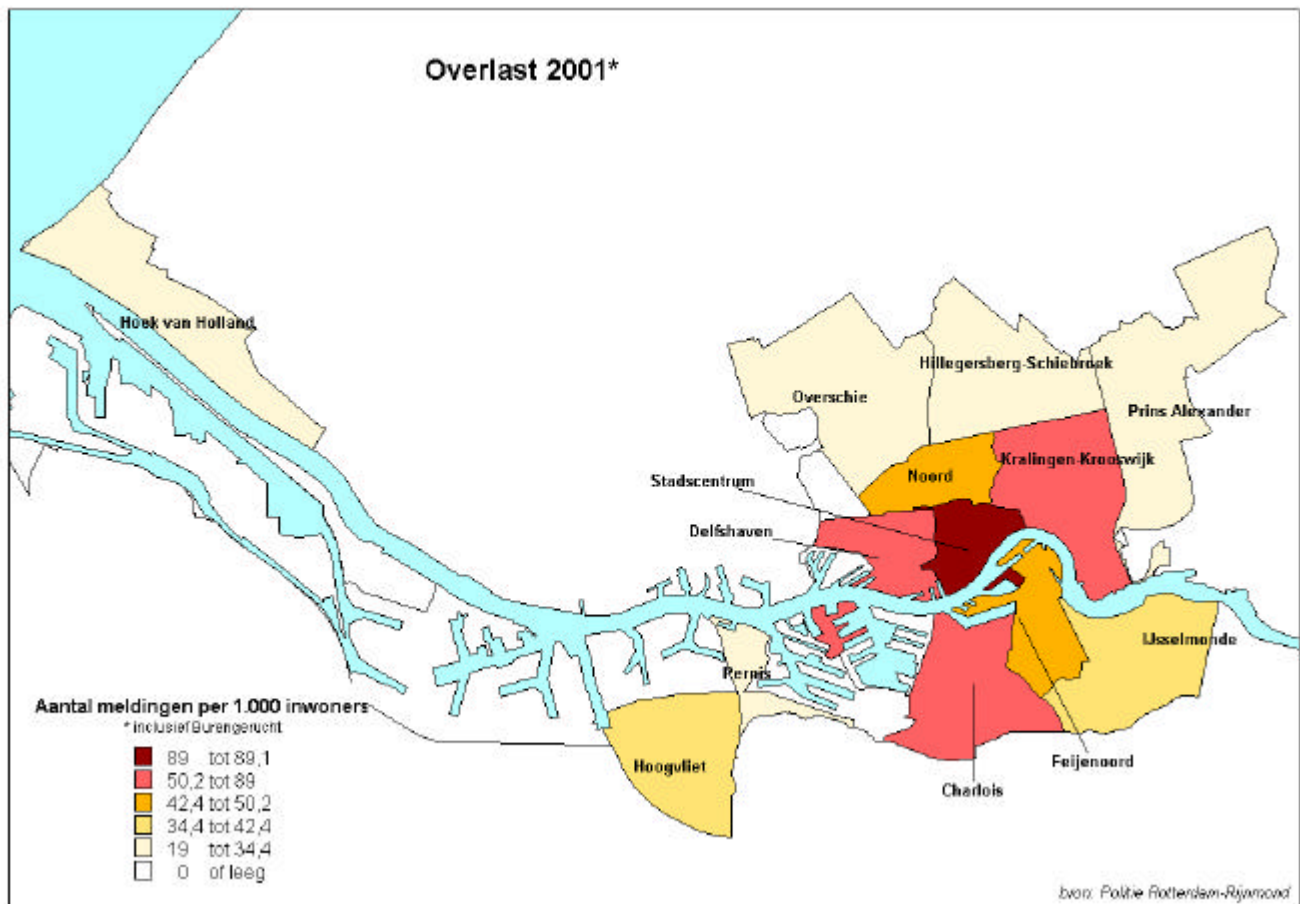 Overlast 2001*
Hoek van Holland
Hillegersberg-Schiebroek
Overschie
Prins Alexander
Kralingen-Krooswijk
Noord
Stadscentrum
Delfshaven
IJsselmonde
Pernis
Aantal meldingen per 1.000 inwoners
* inclusief Burengerucht
Feijenoord
Hoogvliet
Charlois
89 tot 89,1
50,2 tot 89
42,4 tot 50,2
34,4 tot 42,4
19 tot 34,4
0 of leeg
bron: Politie Rotterdam-Rijnmond